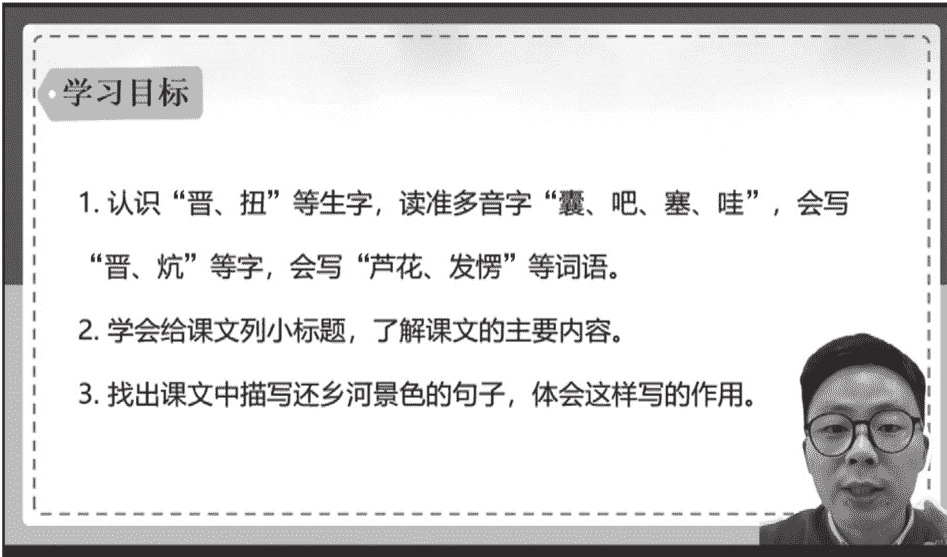 学习目标
1. 认识“晋、扭”等生字，读准多音字“囊、吧、塞、哇”，会写
“晋、炕”等字，会写“芦花、发愣”等词语。
2. 学会给课文列小标题，了解课文的主要内容。
3. 找出课文中描写还乡河景色的句子，体会这样写的作用。